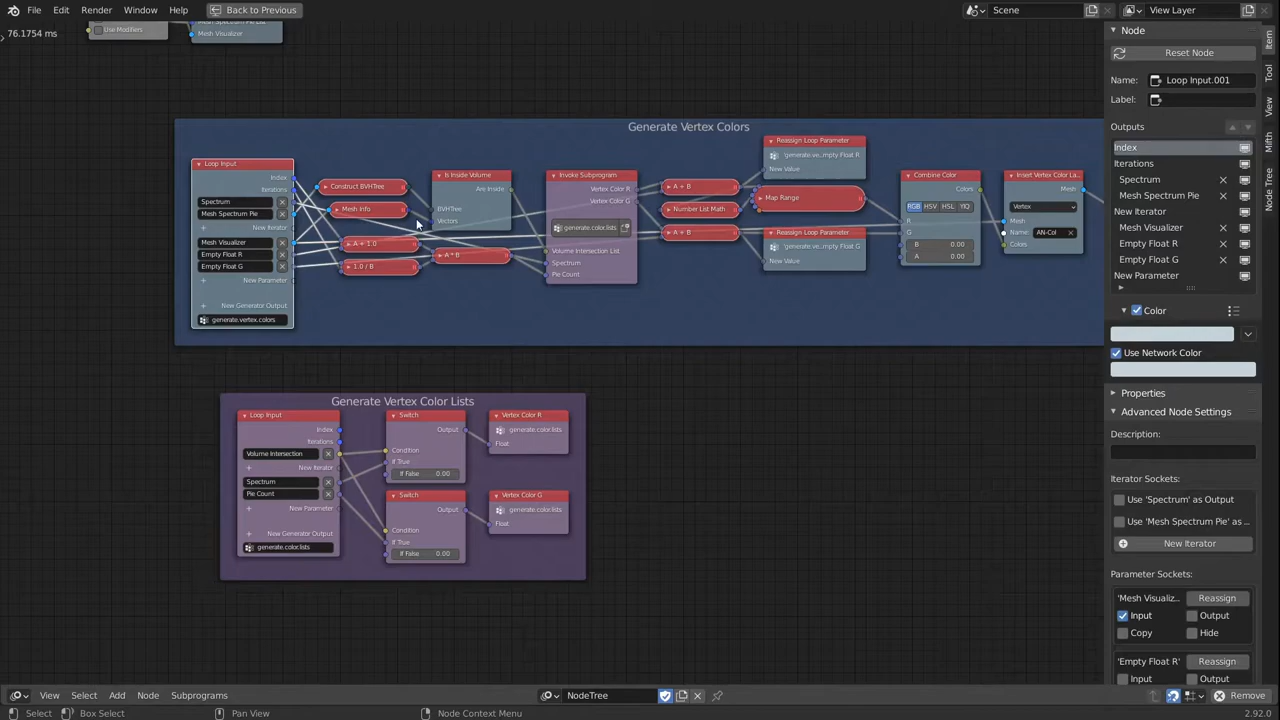 File Edit Render Window Help Back to Previous Scene View Layer
76.1754 ms
Use Modifiers
Mesh Visualizer
Generate Vertex Colors
Loop Input
Index
Iterations
Spectrum
Mesh Spectrum Pie
New Iterator
Mesh Visualizer
Empty Float R
Empty Float G
New Parameter
New Generator Output
generate.vertex.colors
Construct BVHTree
Mesh Info
A + 1.0
1.0 / B
Is Inside Volume
Are Inside
BVHTree
Vectors
A * B
Invoke Subprogram
Vertex Color R
Vertex Color G
generate.color.lists
Volume Intersection List
Spectrum
Pie Count
A + B
Number List Math
A + B
Reassign Loop Parameter
'generate.ve...empty Float R
New Value
Map Range
Reassign Loop Parameter
'generate.ve...empty Float G
New Value
Combine Color
Colors
RGB HSV HSL YIQ
R
G
B 0.00
A 0.00
Insert Vertex Color La...
Mesh
Vertex
Mesh
Name: AN-Col
Colors
Generate Vertex Color Lists
Loop Input
Index
Iterations
Volume Intersection
New Iterator
Spectrum
Pie Count
New Parameter
New Generator Output
generate.color.lists
Switch
Output
Condition
If True
If False 0.00
Switch
Output
Condition
If True
If False 0.00
Vertex Color R
generate.color.lists
Float
Vertex Color G
generate.color.lists
Float
Node
Reset Node
Name: Loop Input.001
Label:
Outputs
Index
Iterations
Spectrum
Mesh Spectrum Pie
New Iterator
Mesh Visualizer
Empty Float R
Empty Float G
New Parameter
Color
Use Network Color
Properties
Advanced Node Settings
Description:
Iterator Sockets:
Use 'Spectrum' as Output
Use 'Mesh Spectrum Pie' as ...
New Iterator
Parameter Sockets:
'Mesh Visualiz... Reassign
Input Output
Copy Hide
'Empty Float R' Reassign
Input Output
Item
Tool
View
Math
Node Tree
View Select Add Node Subprograms NodeTree Remove
Select Box Select Pan View Node Context Menu 2.92.0